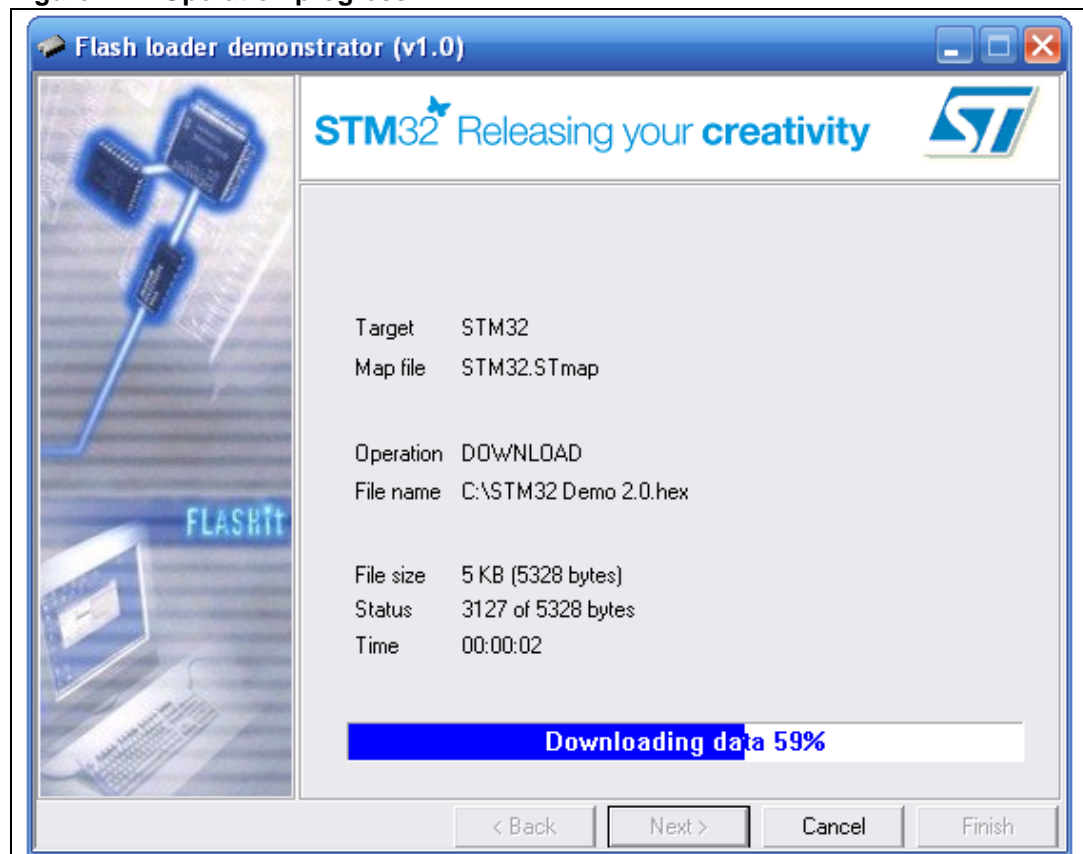 Flash loader demonstrator (v1.0)
STM32 Releasing your creativity
ST
Target STM32
Map file STM32.STmap
Operation DOWNLOAD
File name C:\STM32 Demo 2.0.hex
FLASHit
File size 5 KB (5328 bytes)
Status 3127 of 5328 bytes
Time 00:00:02
Downloading data 59%
< Back Next > Cancel Finish